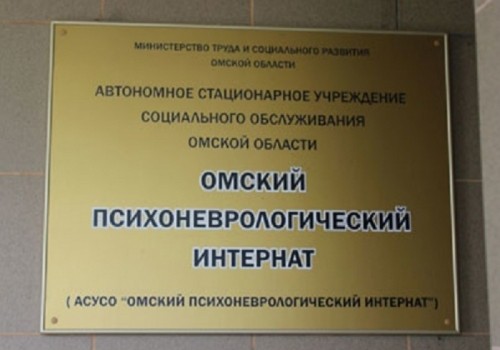 МИНИСТЕРСТВО ТРУДА И СОЦИАЛЬНОГО РАЗВИТИЯ
ОМСКОЙ ОБЛАСТИ
АВТОНОМНОЕ СТАЦИОНАРНОЕ УЧРЕЖДЕНИЕ
СОЦИАЛЬНОГО ОБСЛУЖИВАНИЯ
ОМСКОЙ ОБЛАСТИ
ОМСКИЙ
ПСИХОНЕВРОЛОГИЧЕСКИЙ
ИНТЕРНАТ
( АСУСО "ОМСКИЙ ПСИХОНЕВРОЛОГИЧЕСКИЙ ИНТЕРНАТ")